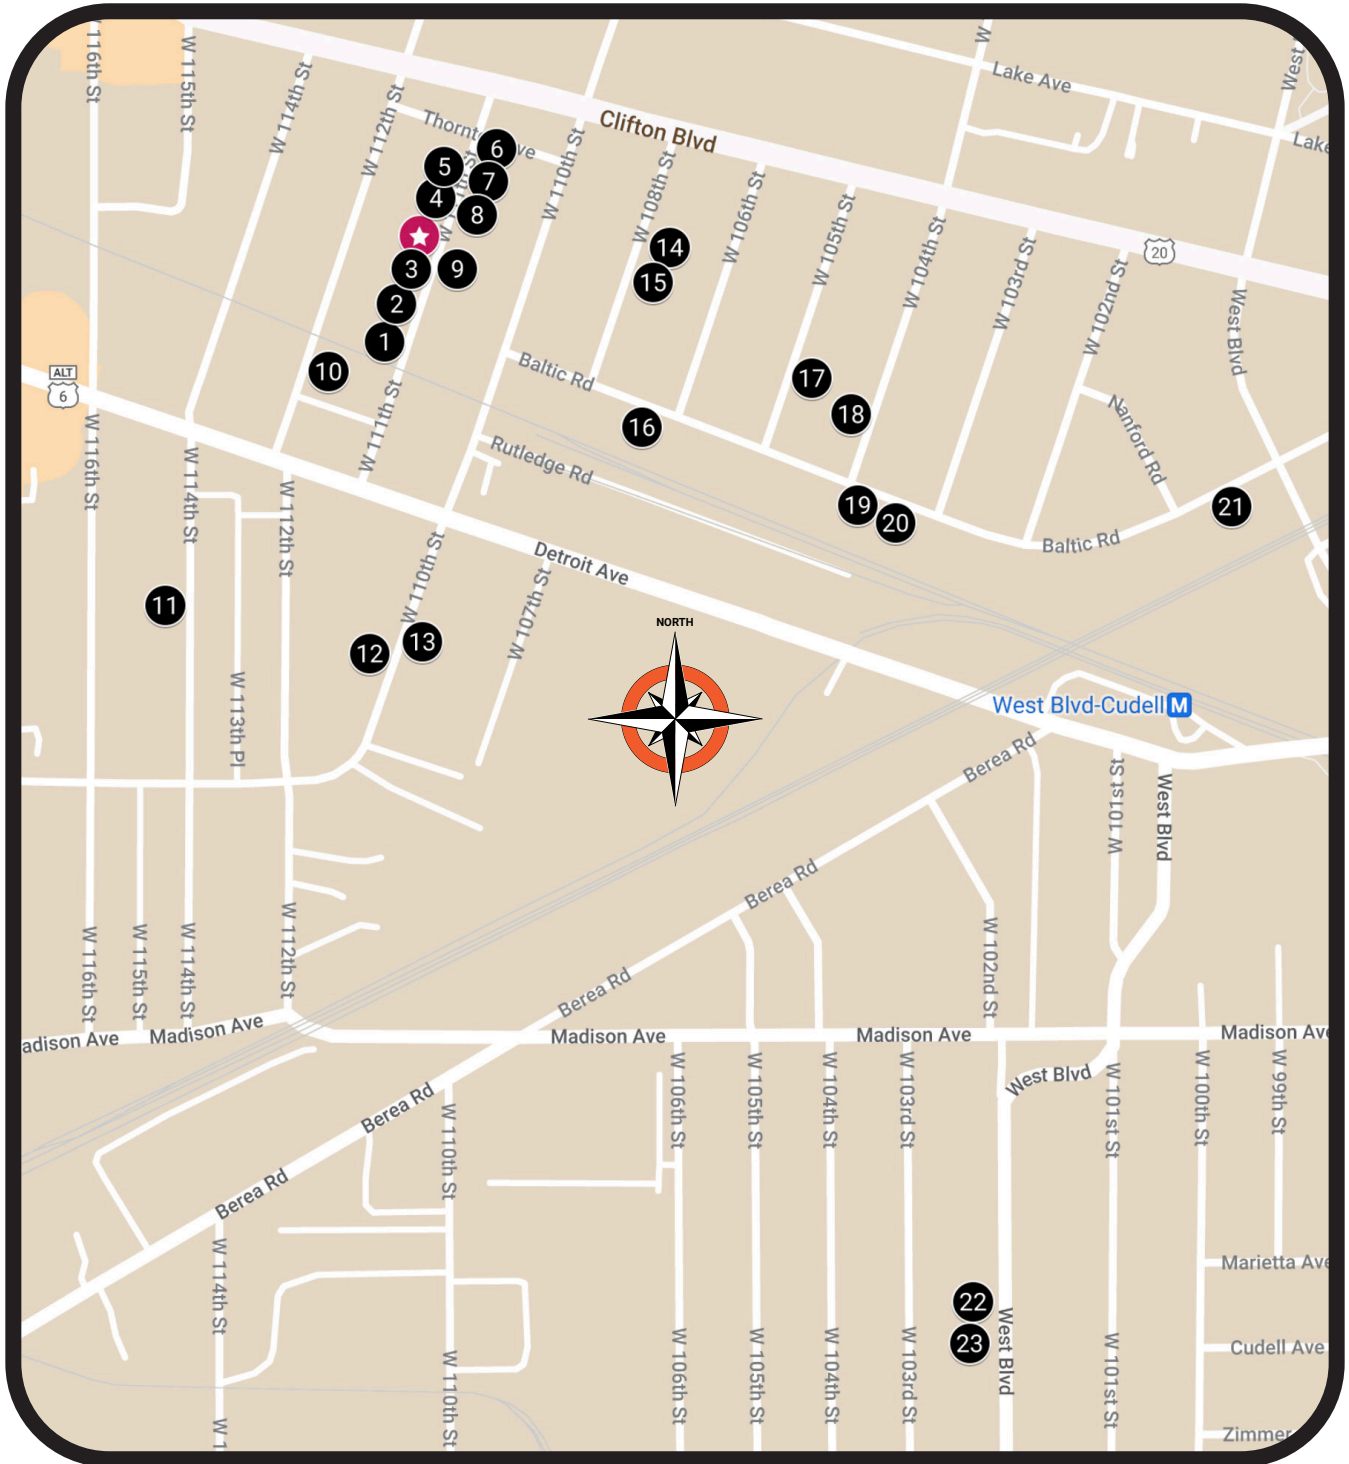 116th St
W 115th St
W 114th St
W 112th St
Thornt
ve
W 110th St
Clifton Blvd
W 108th St
W 106th St
W 105th St
W 104th St
W 103rd St
W 102nd St
W
Lake Ave
West
Lake
20
West Blvd
5
6
4
7
8
3
9
2
1
10
14
15
ALT
6
Baltic Rd
W 111th St
16
17
18
Nanford Rd
Rutledge Rd
19
20
21
Baltic Rd
W 116th St
W 114th St
W 112th St
Detroit Ave
W 110th St
W 107th St
11
12
13
NORTH
W 113th Pl
West Blvd-Cudell M
Berea Rd
W 101st St
West Blvd
Berea Rd
W 102nd St
W 116th St
W 115th St
W 114th St
W 112th St
Berea Rd
adison Ave
Madison Ave
Madison Ave
Madison Ave
Madison Ave
West Blvd
Berea Rd
W 110th St
W 106th St
W 105th St
W 104th St
W 103rd St
W 101st St
W 100th St
W 99th St
Berea Rd
W 114th St
Marietta Ave
22
23
West Blvd
Cudell Ave
W 110th St
W 106th St
W 105th St
W 104th St
W 103rd St
W 101st St
W 1
Zimmer